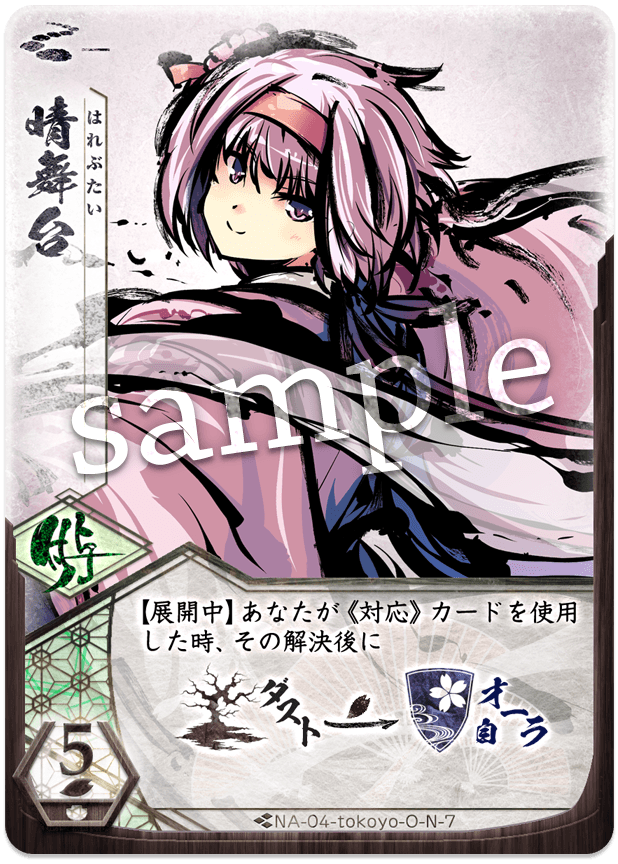 晴舞台
はれぶたい
sample
付与
【展開中】あなたが《対応》カードを使用
した時、その解決後に
ダスト
オーラ
自
5
NA-04-tokoyo-O-N-7